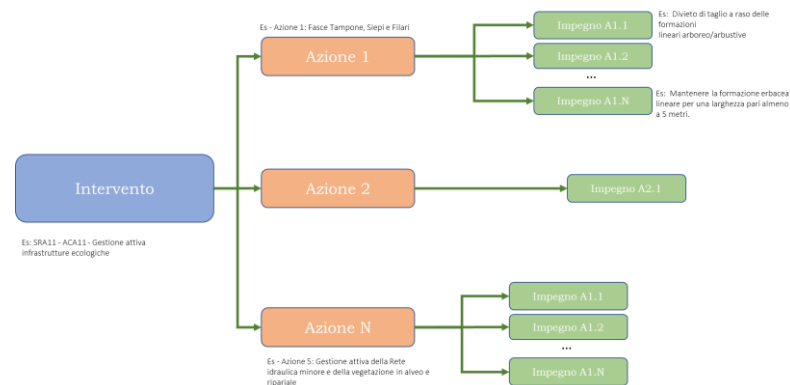 Es - Azione 1: Fasce Tampone, Siepi e Filari
Azione 1
Impegno A1.1
Es:  Divieto di taglio a raso delle
formazioni
lineari arboreo/arbustive
Impegno A1.2
...
Impegno A1.N
Es:  Mantenere la formazione erbacea
lineare per una larghezza pari almeno
a 5 metri.
Intervento
Es: SRA11 - ACA11 - Gestione attiva
infrastrutture ecologiche
Azione 2
Impegno A2.1
Azione N
Es - Azione 5: Gestione attiva della Rete
idraulica minore e della vegetazione in alveo e
ripariale
Impegno A1.1
Impegno A1.2
...
Impegno A1.N